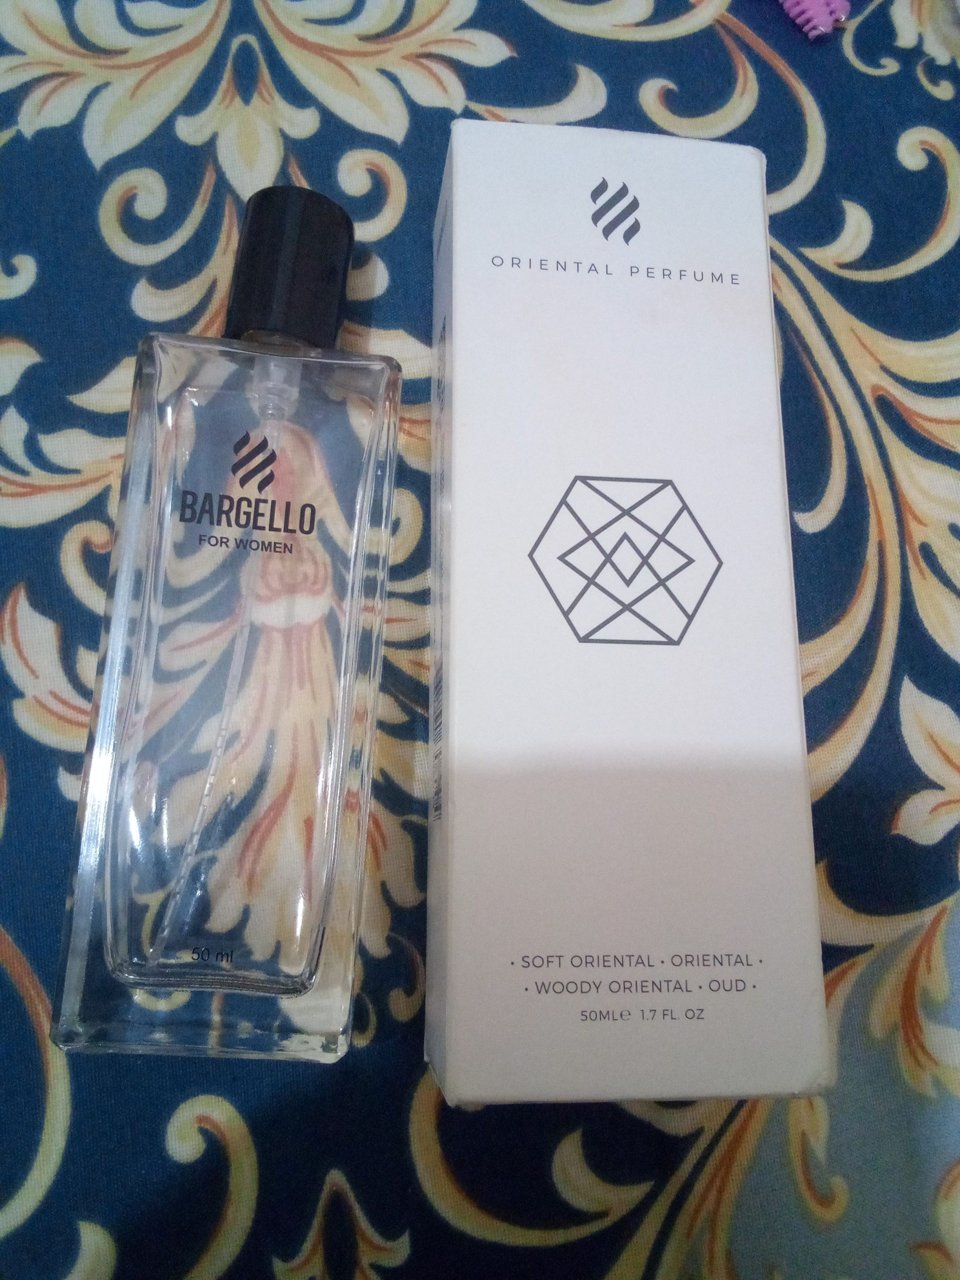 BARGELLO
FOR WOMEN
50 ml
ORIENTAL PERFUME
· SOFT ORIENTAL · ORIENTAL ·
· WOODY ORIENTAL · OUD ·
50ML℮ 1.7 FL. OZ